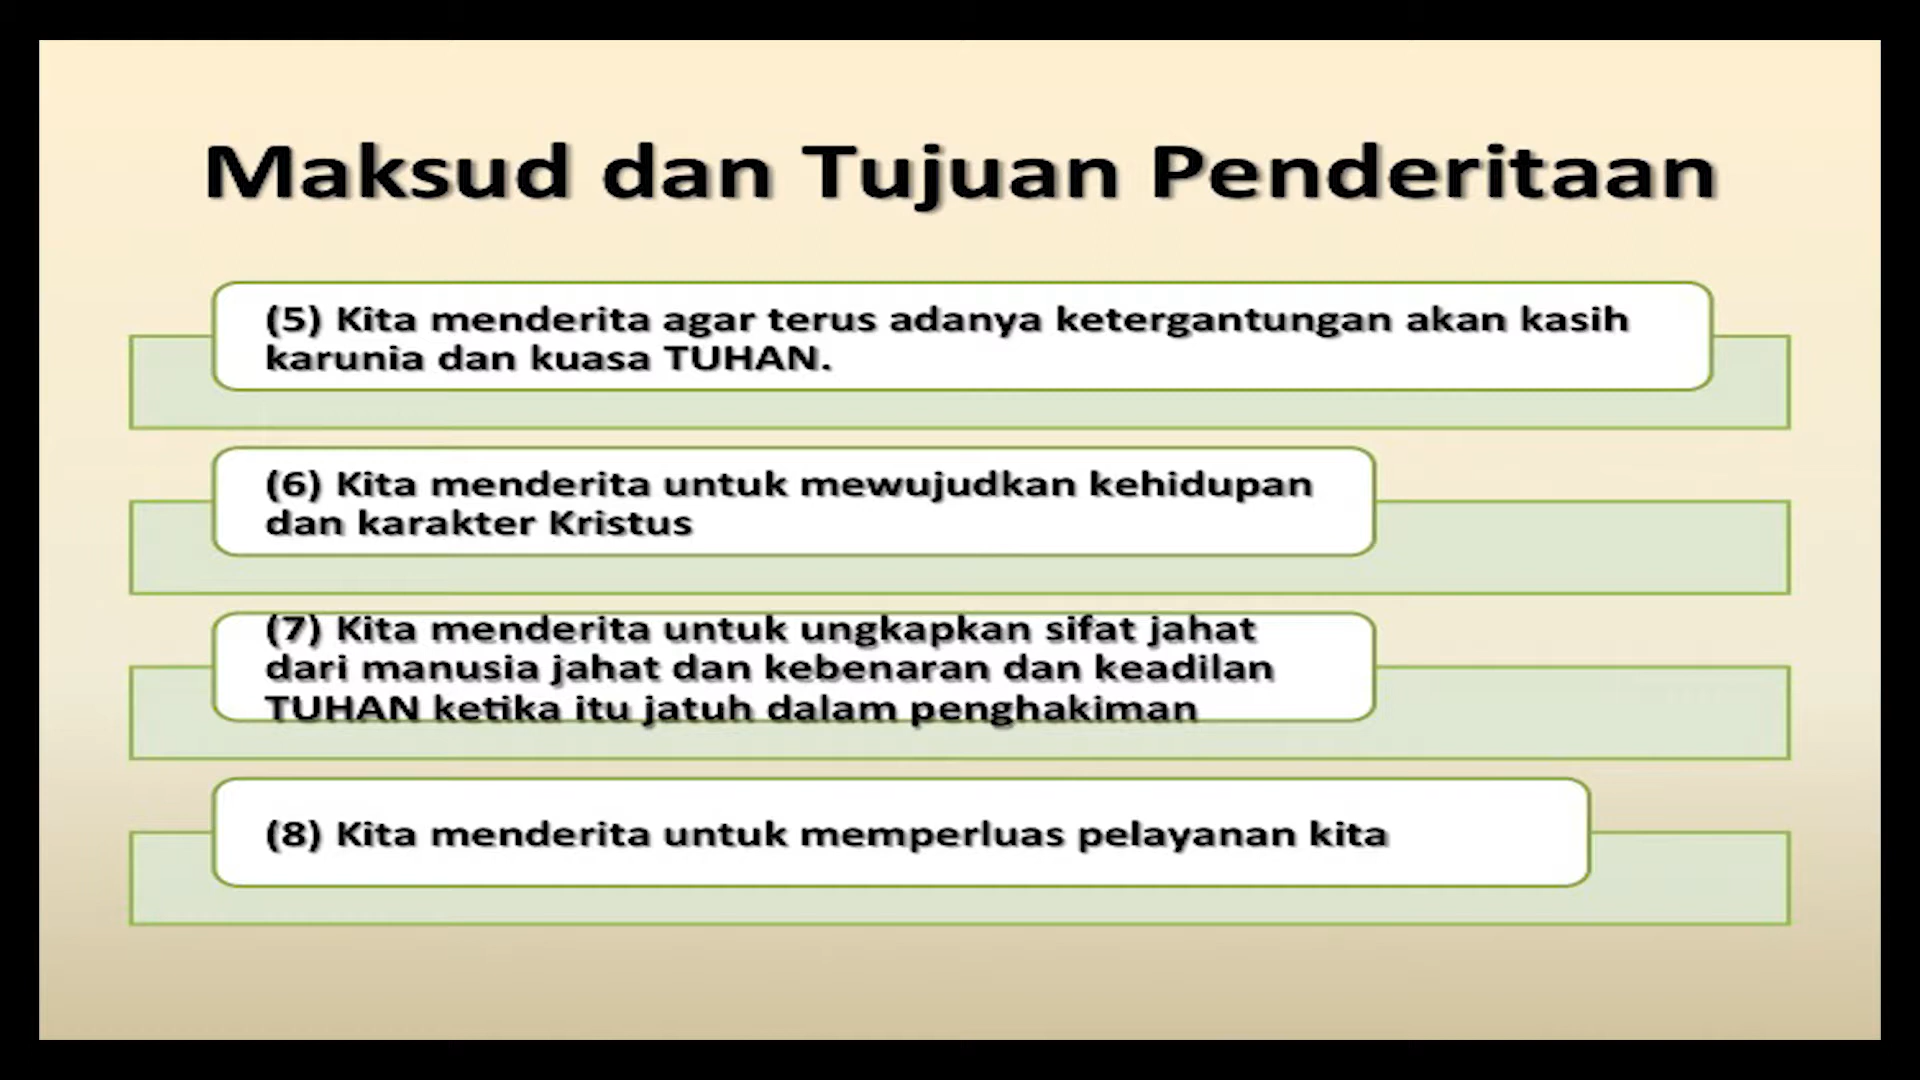 Maksud dan Tujuan Penderitaan
(5) Kita menderita agar terus adanya ketergantungan akan kasih
karunia dan kuasa TUHAN.
(6) Kita menderita untuk mewujudkan kehidupan
dan karakter Kristus
(7) Kita menderita untuk ungkapkan sifat jahat
dari manusia jahat dan kebenaran dan keadilan
TUHAN ketika itu jatuh dalam penghakiman
(8) Kita menderita untuk memperluas pelayanan kita